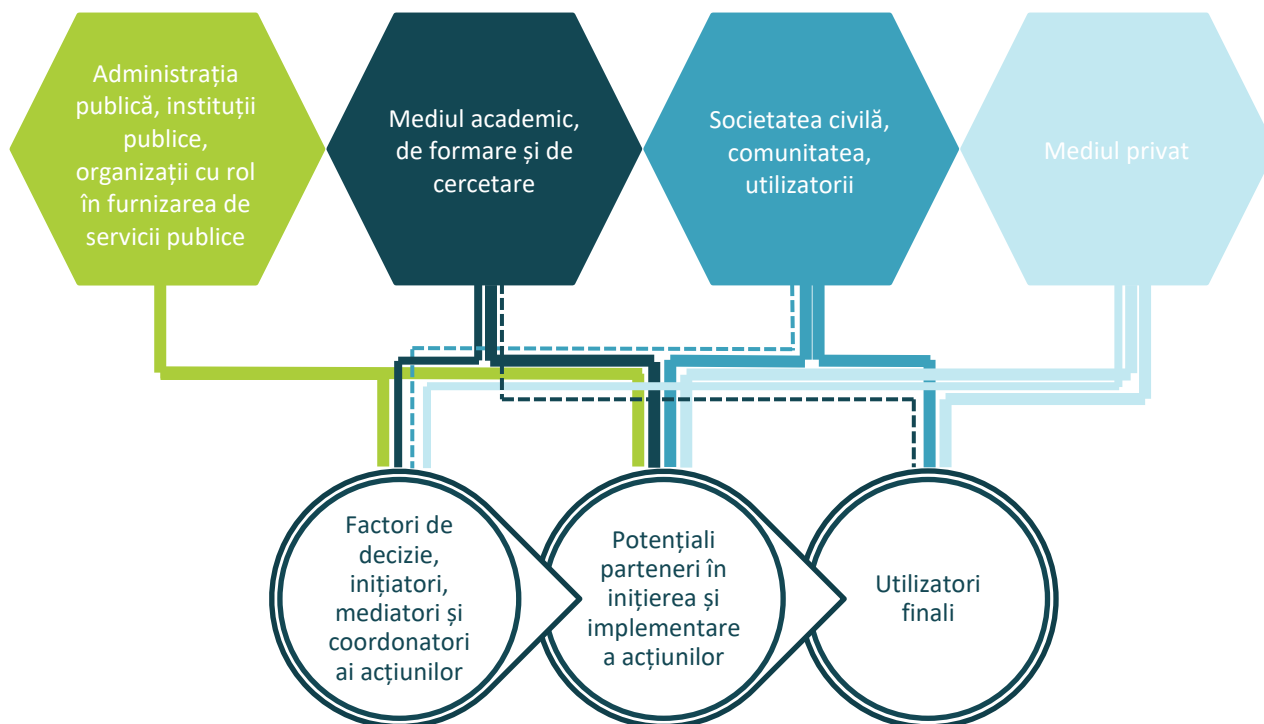 Administrația
publică, instituții
publice,
organizații cu rol
în furnizarea de
servicii publice
Mediul academic,
de formare și de
cercetare
Societatea civilă,
comunitatea,
utilizatorii
Mediul privat
Factori de
decizie,
inițiatori,
mediatori și
coordonatori
ai acțiunilor
Potențiali
parteneri în
inițierea și
implementare
a acțiunilor
Utilizatori
finali